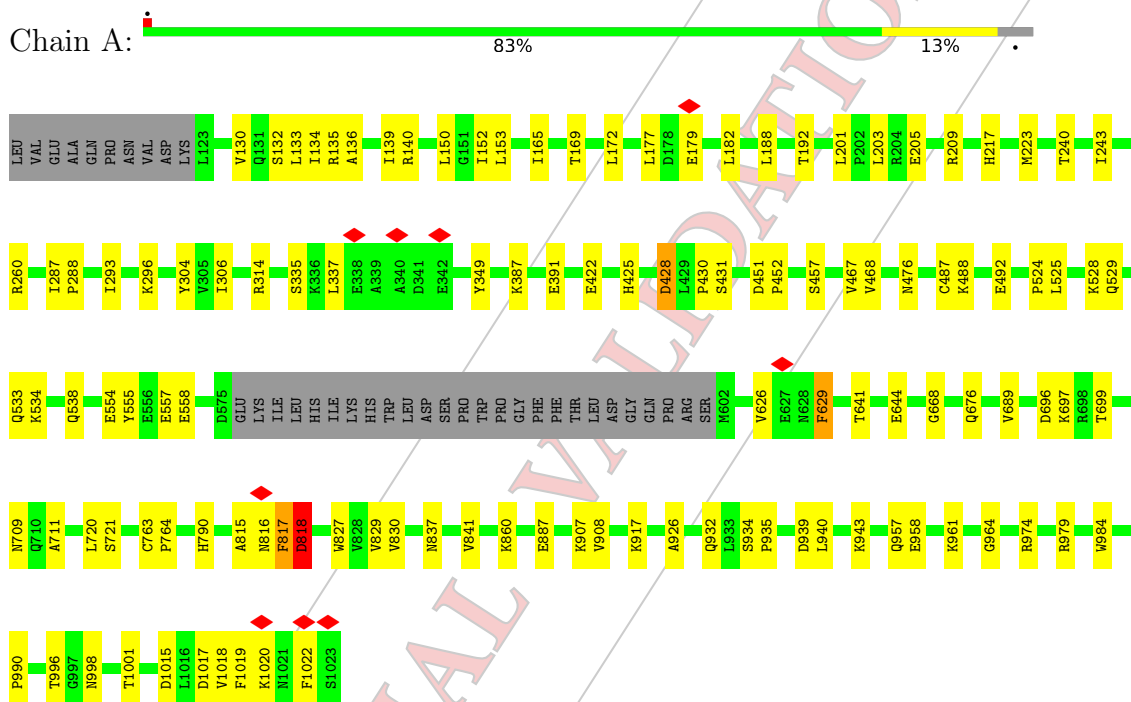 Chain A:
83% 13%
LEU VAL GLU ALA GLN PRO ASN VAL ASP LYS L123 V130 Q131 S132 L133 I134 R135 A136 I139 R140 L150 G151 I152 L153 I165 T169 L172 L177 D178 E179 L182 L188 T192 L201 P202 L203 R204 E205 R209 H217 M223 T240 I243
R260 I287 P288 I293 K296 Y304 V305 I306 R314 S335 K336 L337 E338 A339 A340 D341 E342 Y349 K387 E391 E422 H425 D428 L429 P430 S431 D451 P452 S457 V467 V468 N476 C487 K488 E492 P524 L525 K528 Q529
Q533 K534 Q538 E554 Y555 E556 E557 E558 D575 GLU LYS ILE LEU HIS ILE LYS HIS TRP LEU ASP SER PRO TRP PRO GLY PHE PHE THR LEU ASP GLY GLN PRO ARG SER M602 V626 E627 N628 F629 T641 E644 G668 Q676 V689 D696 K697 R698 T699
N709 Q710 A711 L720 S721 C763 P764 H790 A815 N816 F817 D818 W827 V828 V829 V830 N837 V841 K860 E887 K907 V908 K917 A926 Q932 L933 S934 P935 D939 L940 K943 Q957 E958 K961 G964 R974 R979 W984
P990 T996 G997 N998 T1001 D1015 L1016 D1017 V1018 F1019 K1020 N1021 F1022 S1023